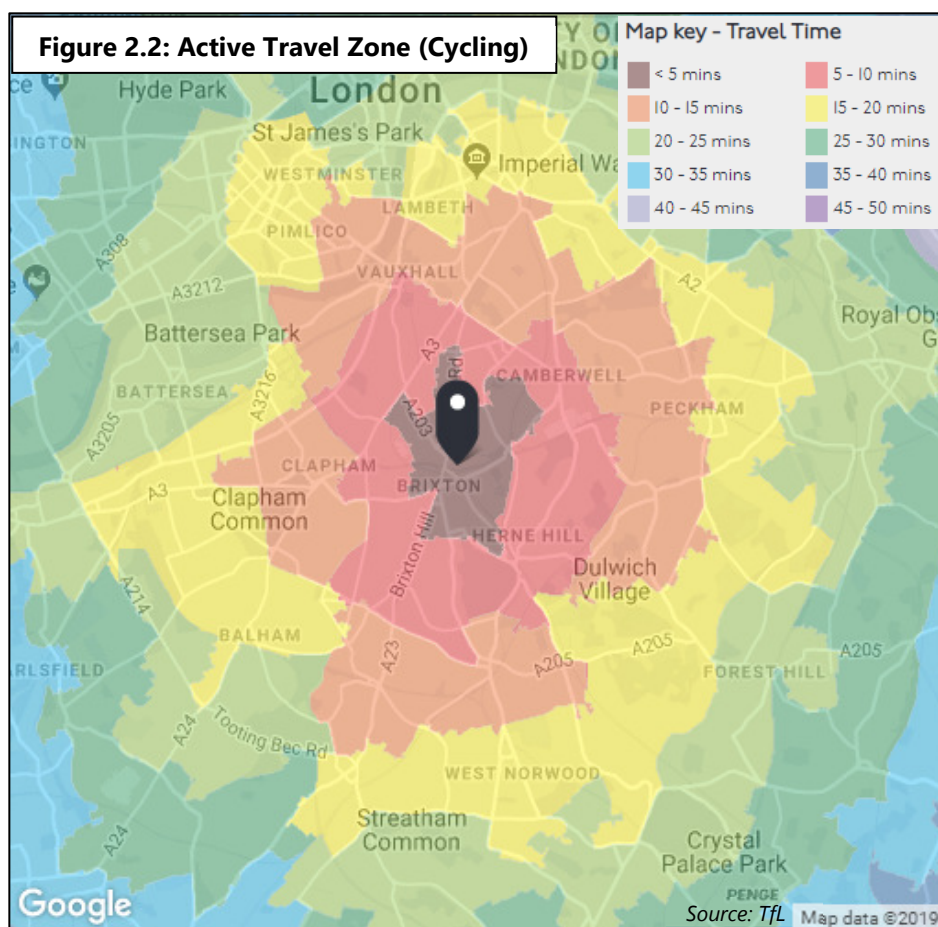 Figure 2.2: Active Travel Zone (Cycling)
Map key - Travel Time
< 5 mins
5 - 10 mins
10 - 15 mins
15 - 20 mins
20 - 25 mins
25 - 30 mins
30 - 35 mins
35 - 40 mins
40 - 45 mins
45 - 50 mins
Hyde Park
London
St James's Park
Imperial Wa
WESTMINSTER
LAMBETH
PIMLICO
A308
VAUXHALL
A2
A3212
Royal Obs
G
Battersea Park
A3
Rd
CAMBERWELL
BATTERSEA
A3216
A203
PECKHAM
A3205
CLAPHAM
BRIXTON
A3
Clapham
Common
Brixton Hill
HERNE HILL
Dulwich
Village
A214
BALHAM
A23
A205
A205
A205
ARLSFIELD
FOREST HILL
A24
Tooting Bec Rd
WEST NORWOOD
Streatham
Common
A24
Crystal
Palace Park
PENGE
Google
Source: TfL
Map data ©2019